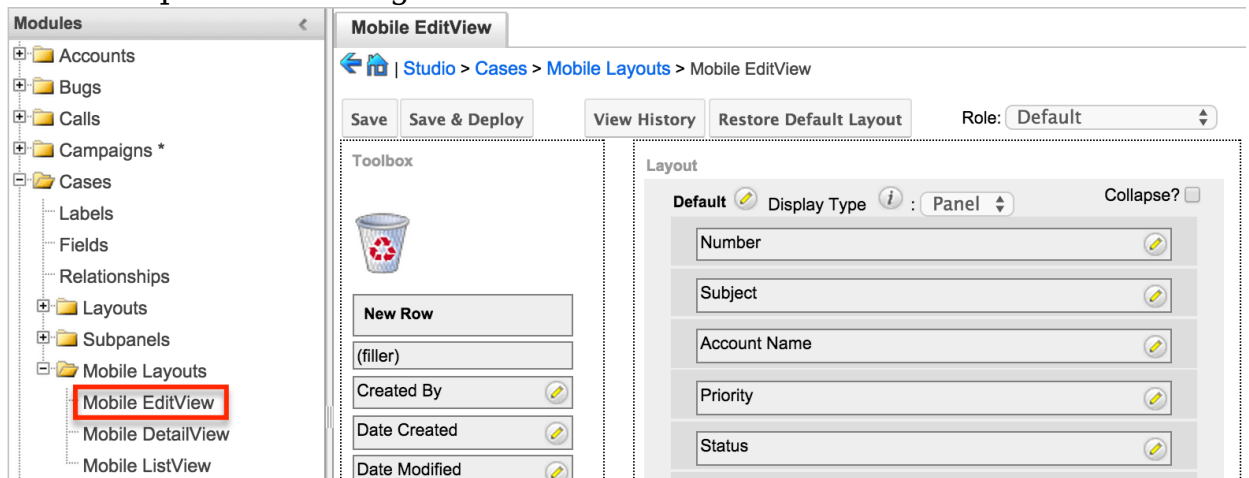 Modules <
Accounts
Bugs
Calls
Campaigns *
Cases
Labels
Fields
Relationships
Layouts
Subpanels
Mobile Layouts
Mobile EditView
Mobile DetailView
Mobile ListView
Mobile EditView
| Studio > Cases > Mobile Layouts > Mobile EditView
Save Save & Deploy View History Restore Default Layout Role: Default
Toolbox
New Row
(filler)
Created By
Date Created
Date Modified
Layout
Default Display Type i : Panel Collapse?
Number
Subject
Account Name
Priority
Status